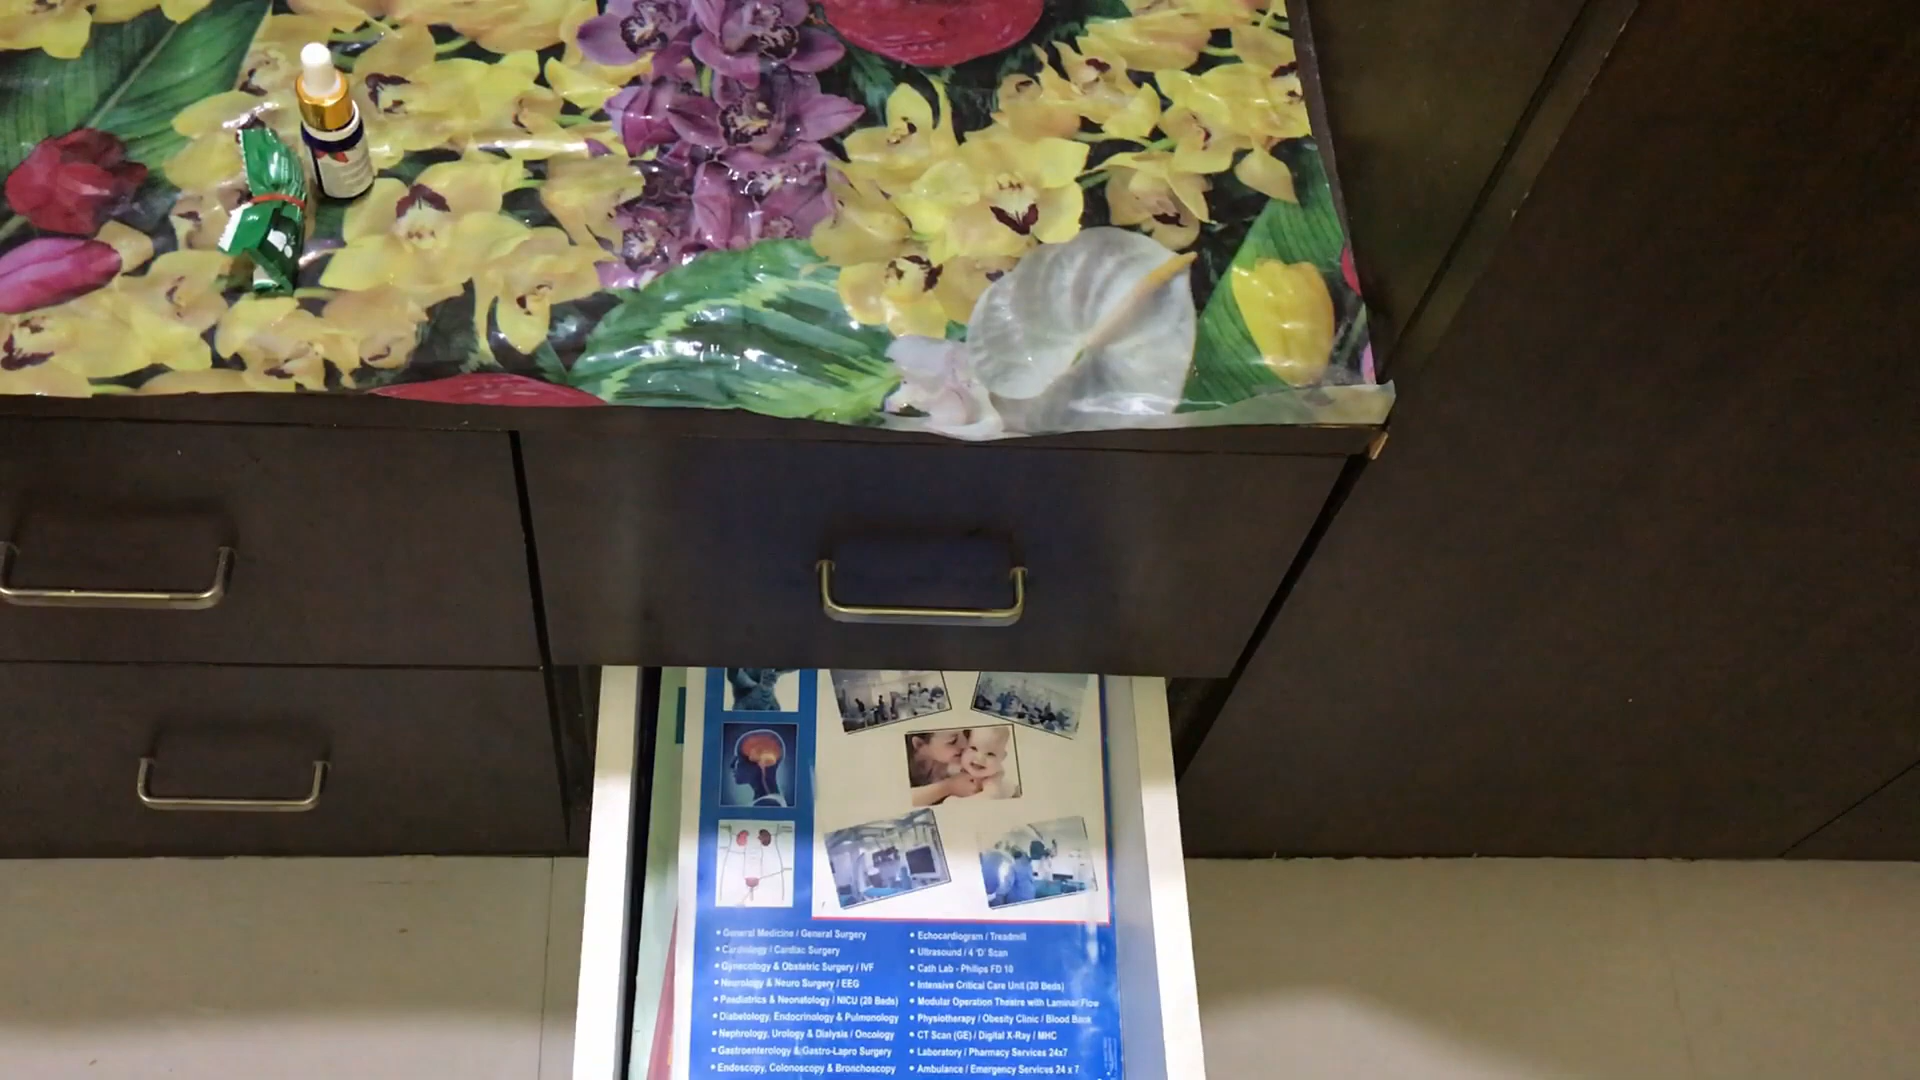 • General Medicine / General Surgery
• Cardiology / Cardiac Surgery
• Gynecology & Obstetric Surgery / IVF
• Neurology & Neuro Surgery / EEG
• Paediatrics & Neonatology / NICU (20 Beds)
• Diabetology, Endocrinology & Pulmonology
• Nephrology, Urology & Dialysis / Oncology
• Gastroenterology & Gastro-Lapro Surgery
• Endoscopy, Colonoscopy & Bronchoscopy
• Echocardiogram / Treadmill
• Ultrasound / 4 'D' Scan
• Cath Lab - Philips FD 10
• Intensive Critical Care Unit (20 Beds)
• Modular Operation Theatre with Laminar Flow
• Physiotherapy / Obesity Clinic / Blood Bank
• CT Scan (GE) / Digital X-Ray / MHC
• Laboratory / Pharmacy Services 24x7
• Ambulance / Emergency Services 24 x 7